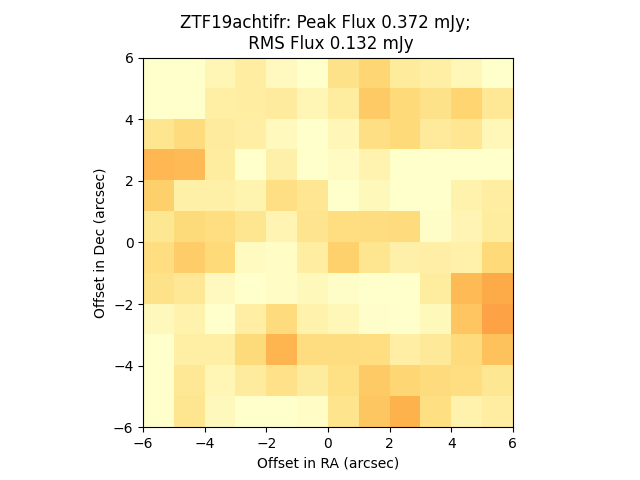 ZTF19achtifr: Peak Flux 0.372 mJy;
RMS Flux 0.132 mJy
6
4
2
0
−2
−4
−6
Offset in Dec (arcsec)
−6 −4 −2 0 2 4 6
Offset in RA (arcsec)